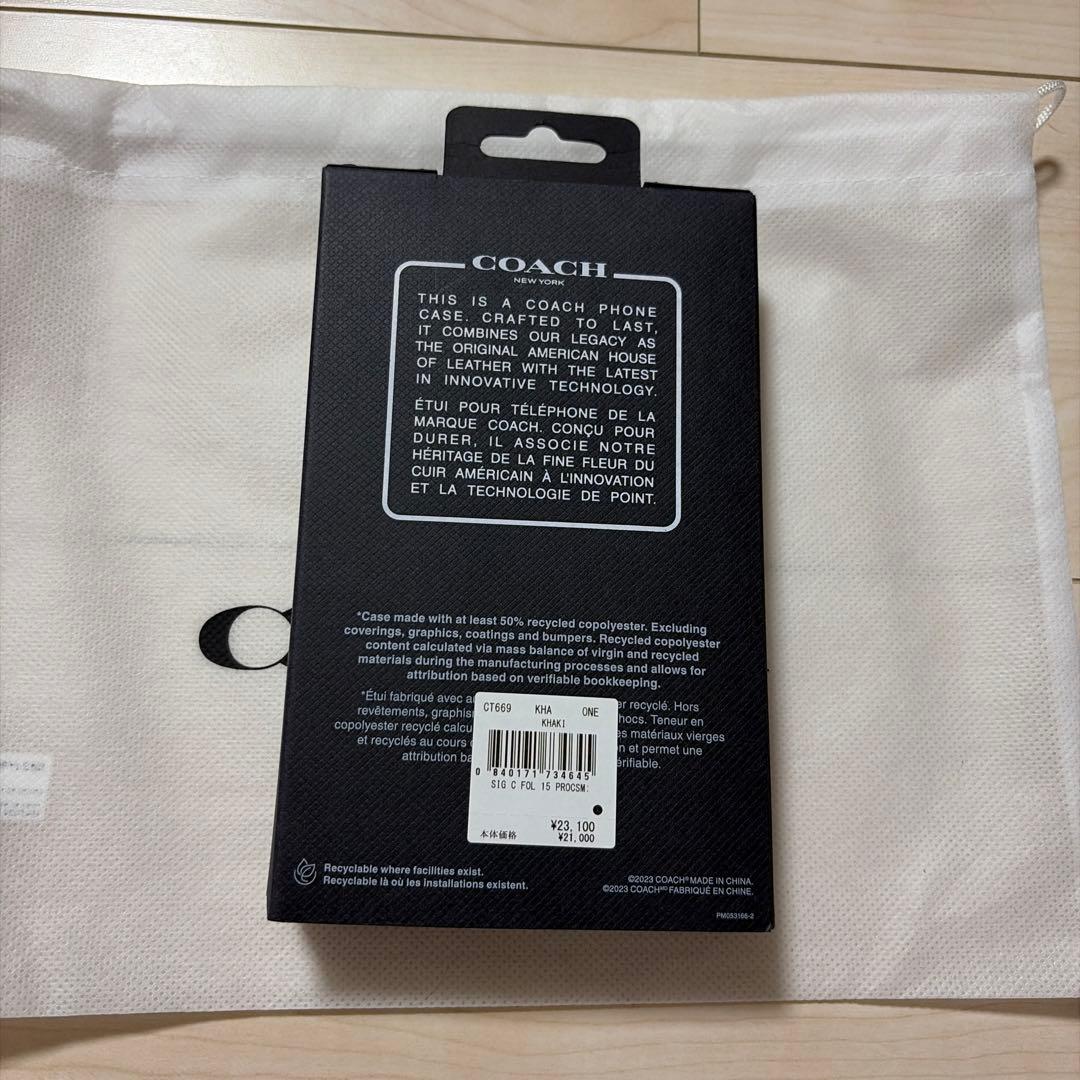 COACH
NEW YORK
THIS IS A COACH PHONE
CASE. CRAFTED TO LAST,
IT COMBINES OUR LEGACY AS
THE ORIGINAL AMERICAN HOUSE
OF LEATHER WITH THE LATEST
IN INNOVATIVE TECHNOLOGY.
ÉTUI POUR TÉLÉPHONE DE LA
MARQUE COACH. CONÇU POUR
DURER, IL ASSOCIE NOTRE
HÉRITAGE DE LA FINE FLEUR DU
CUIR AMÉRICAIN À L'INNOVATION
ET LA TECHNOLOGIE DE POINT.
*Case made with at least 50% recycled copolyester. Excluding
coverings, graphics, coatings and bumpers. Recycled copolyester
content calculated via mass balance of virgin and recycled
materials during the manufacturing processes and allows for
attribution based on verifiable bookkeeping.
*Étui fabriqué avec recyclé. Hors
revêtements, Teneur en
copolyester recyclé matériaux vierges
et recyclés au cours et permet une
attribution
CT669 KHA ONE
KHAKI
0 840171 734645
SIG C FOL 15 PROCSM:
¥23,100
本体価格 ¥21,000
Recyclable where facilities exist.
Recyclable là où les installations existent.
©2023 COACH® MADE IN CHINA.
©2023 COACH MD FABRIQUÉ EN CHINE.
PM053166-2